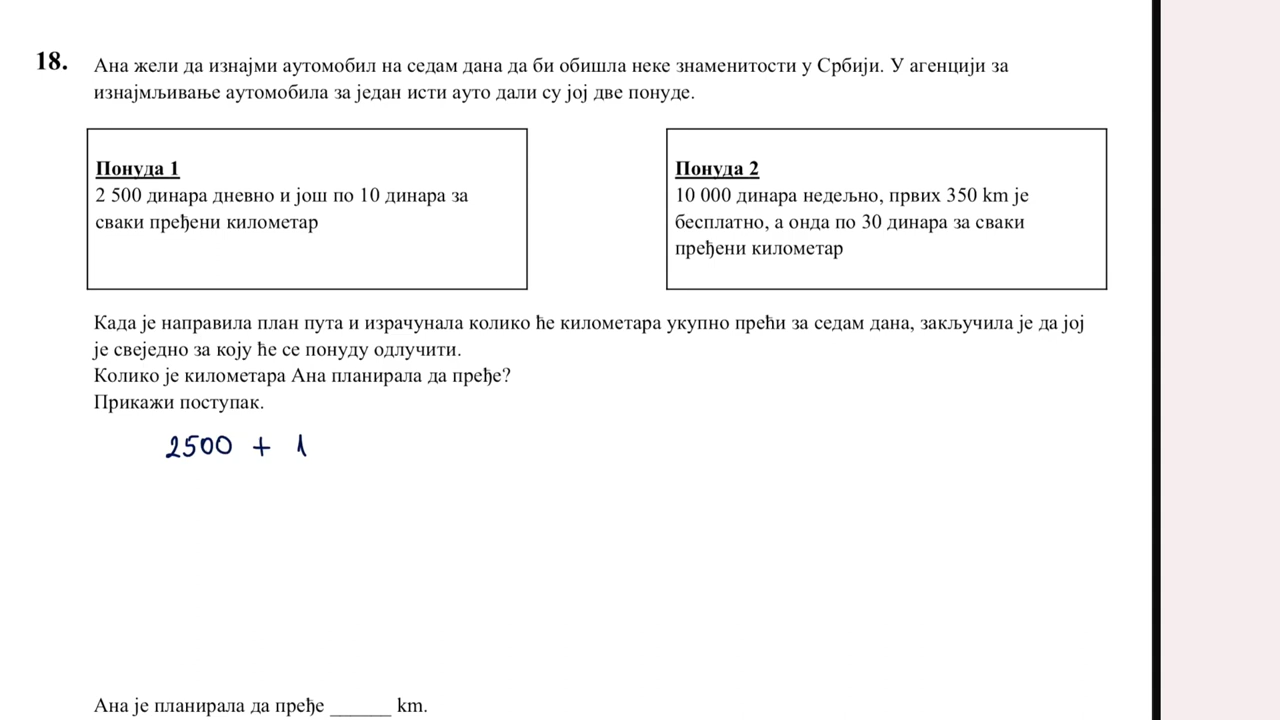 18. Ана жели да изнајми аутомобил на седам дана да би обишла неке знаменитости у Србији. У агенцији за
изнајмљивање аутомобила за један исти ауто дали су јој две понуде.
Понуда 1
2 500 динара дневно и још по 10 динара за
сваки пређени километар
Понуда 2
10 000 динара недељно, првих 350 km је
бесплатно, а онда по 30 динара за сваки
пређени километар
Када је направила план пута и израчунала колико ће километара укупно прећи за седам дана, закључила је да јој
је свеједно за коју ће се понуду одлучити.
Колико је километара Ана планирала да пређе?
Прикажи поступак.
2500 + 1
Ана је планирала да пређе ______ km.